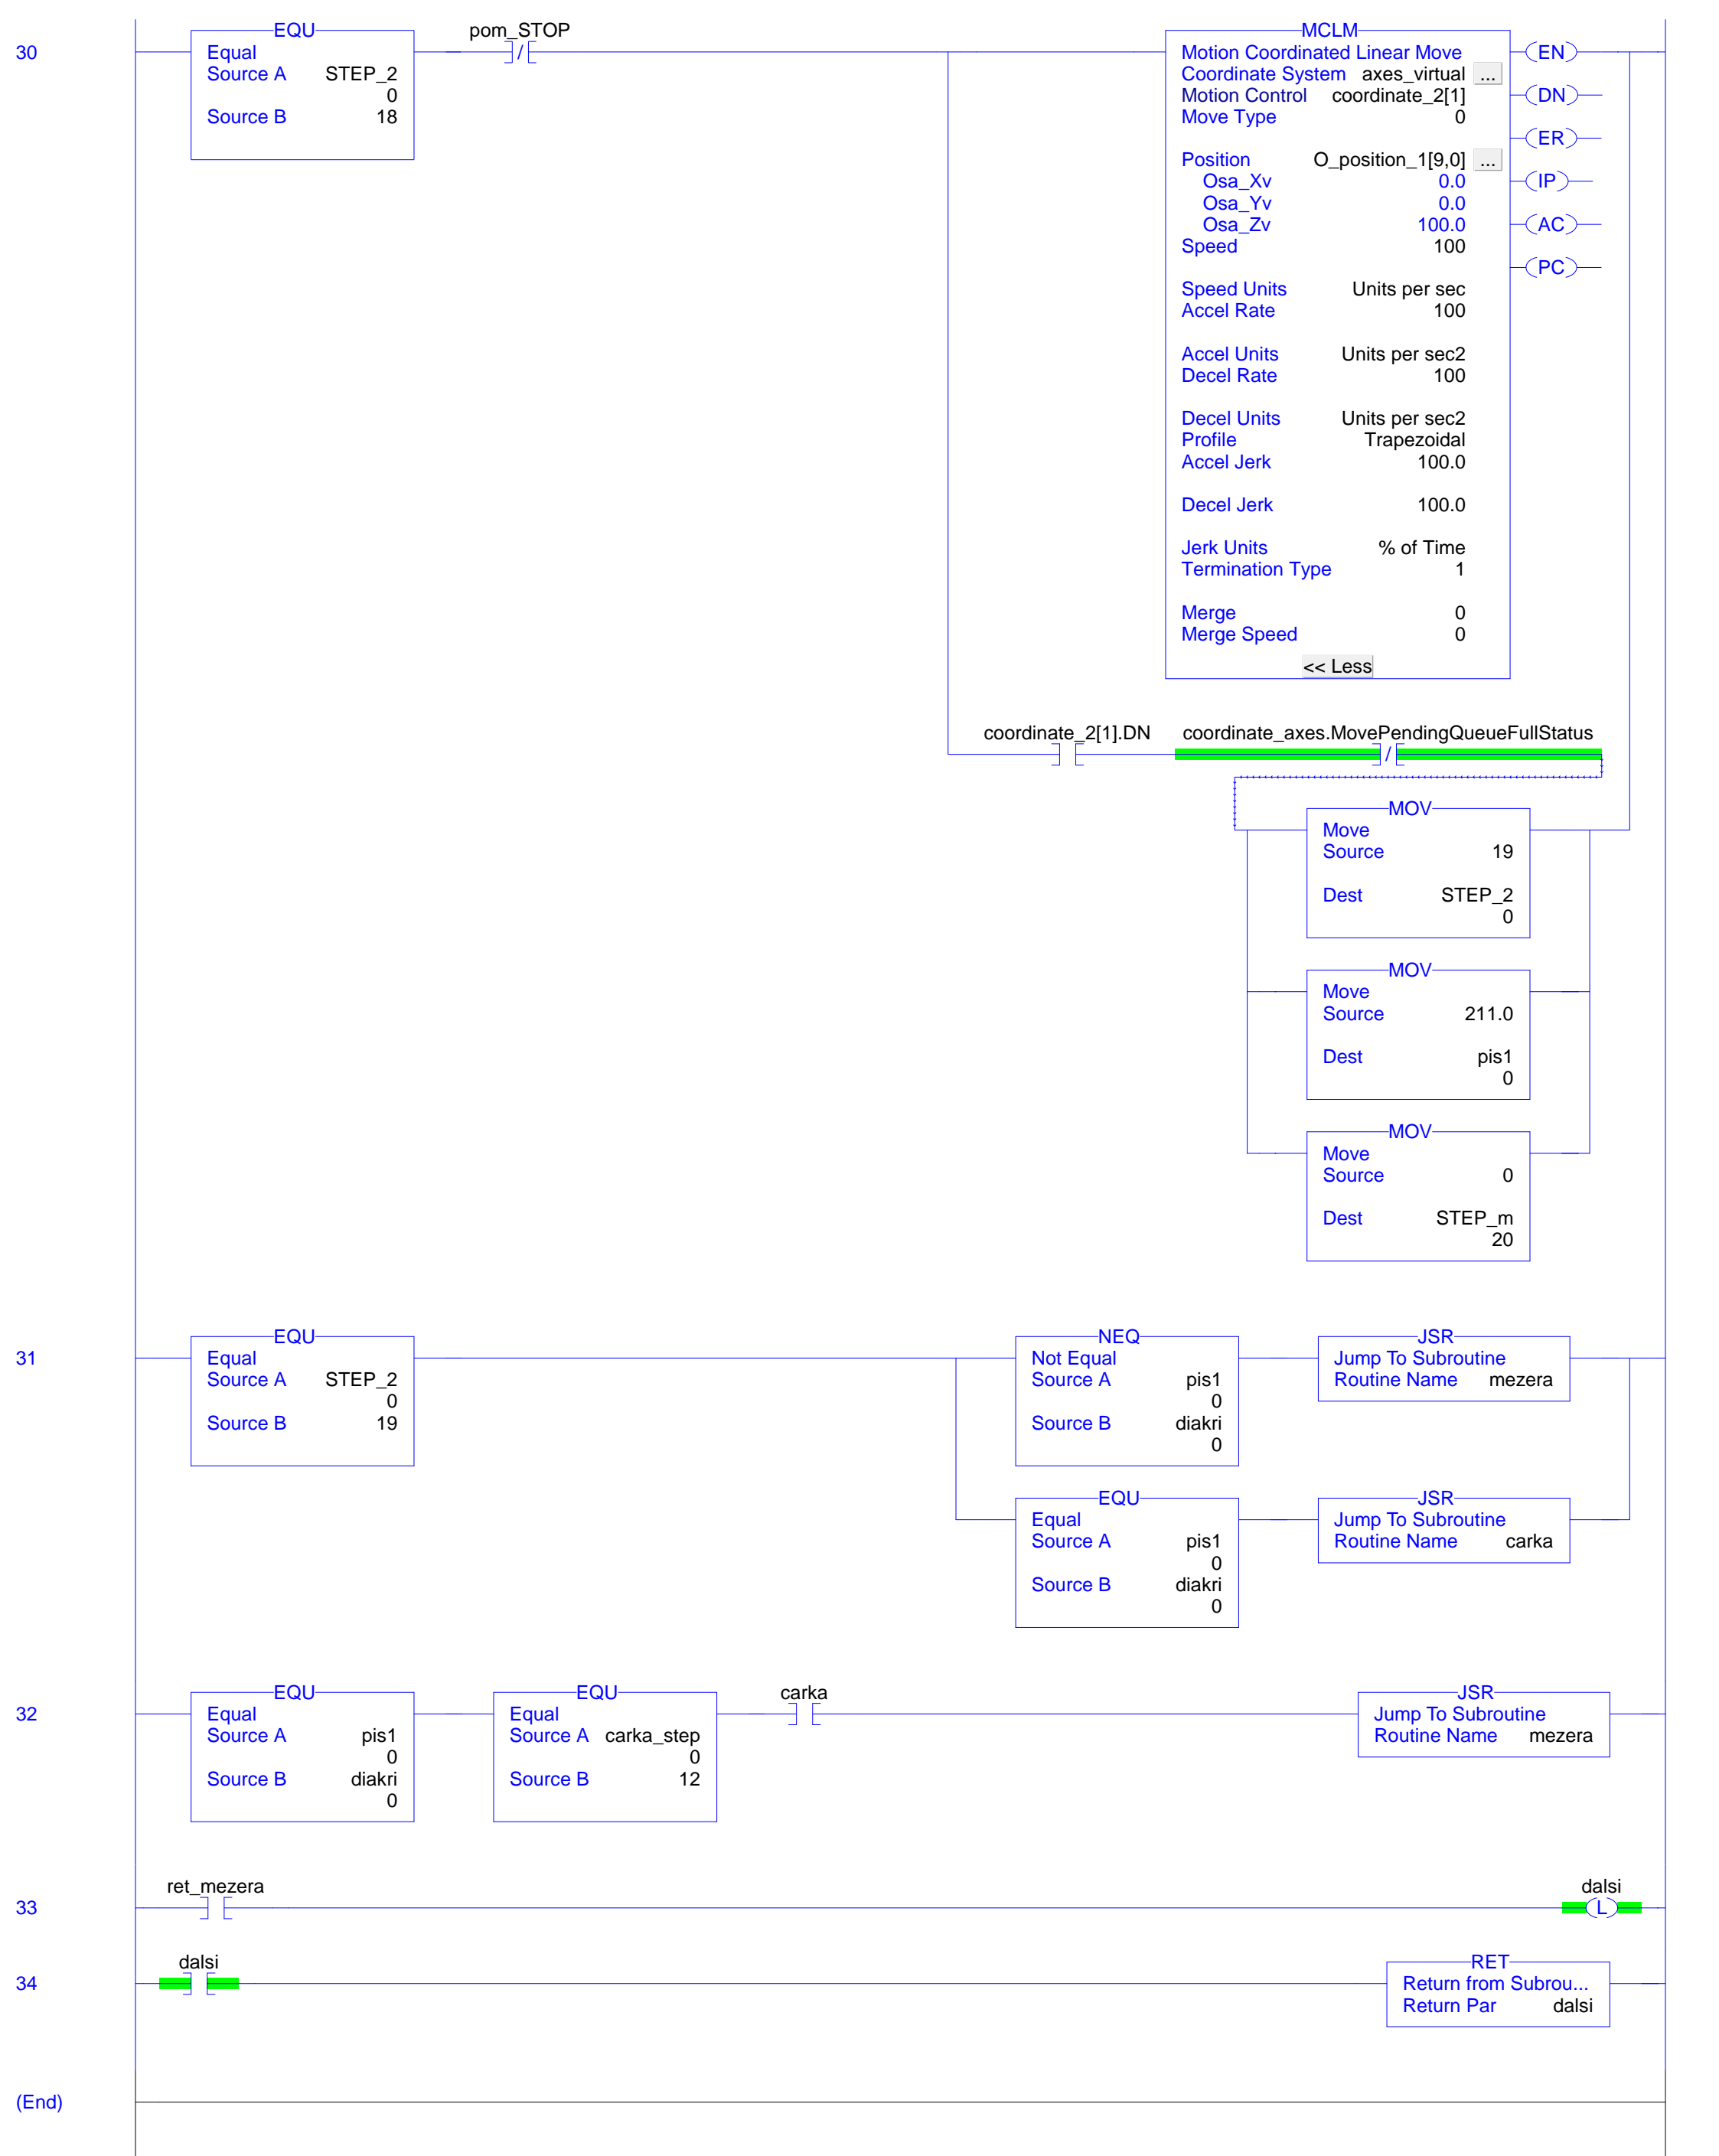 30
EQU
Equal
Source A STEP_2
0
Source B 18
pom_STOP
MCLM
Motion Coordinated Linear Move
Coordinate System axes_virtual ...
Motion Control coordinate_2[1]
Move Type 0
Position O_position_1[9,0] ...
Osa_Xv 0.0
Osa_Yv 0.0
Osa_Zv 100.0
Speed 100
Speed Units Units per sec
Accel Rate 100
Accel Units Units per sec2
Decel Rate 100
Decel Units Units per sec2
Profile Trapezoidal
Accel Jerk 100.0
Decel Jerk 100.0
Jerk Units % of Time
Termination Type 1
Merge 0
Merge Speed 0
<< Less
EN
DN
ER
IP
AC
PC
coordinate_2[1].DN
coordinate_axes.MovePendingQueueFullStatus
MOV
Move
Source 19
Dest STEP_2
0
MOV
Move
Source 211.0
Dest pis1
0
MOV
Move
Source 0
Dest STEP_m
20
31
EQU
Equal
Source A STEP_2
0
Source B 19
NEQ
Not Equal
Source A pis1
0
Source B diakri
0
JSR
Jump To Subroutine
Routine Name mezera
EQU
Equal
Source A pis1
0
Source B diakri
0
JSR
Jump To Subroutine
Routine Name carka
32
EQU
Equal
Source A pis1
0
Source B diakri
0
EQU
Equal
Source A carka_step
0
Source B 12
carka
JSR
Jump To Subroutine
Routine Name mezera
33
ret_mezera
dalsi
L
34
dalsi
RET
Return from Subrou...
Return Par dalsi
(End)